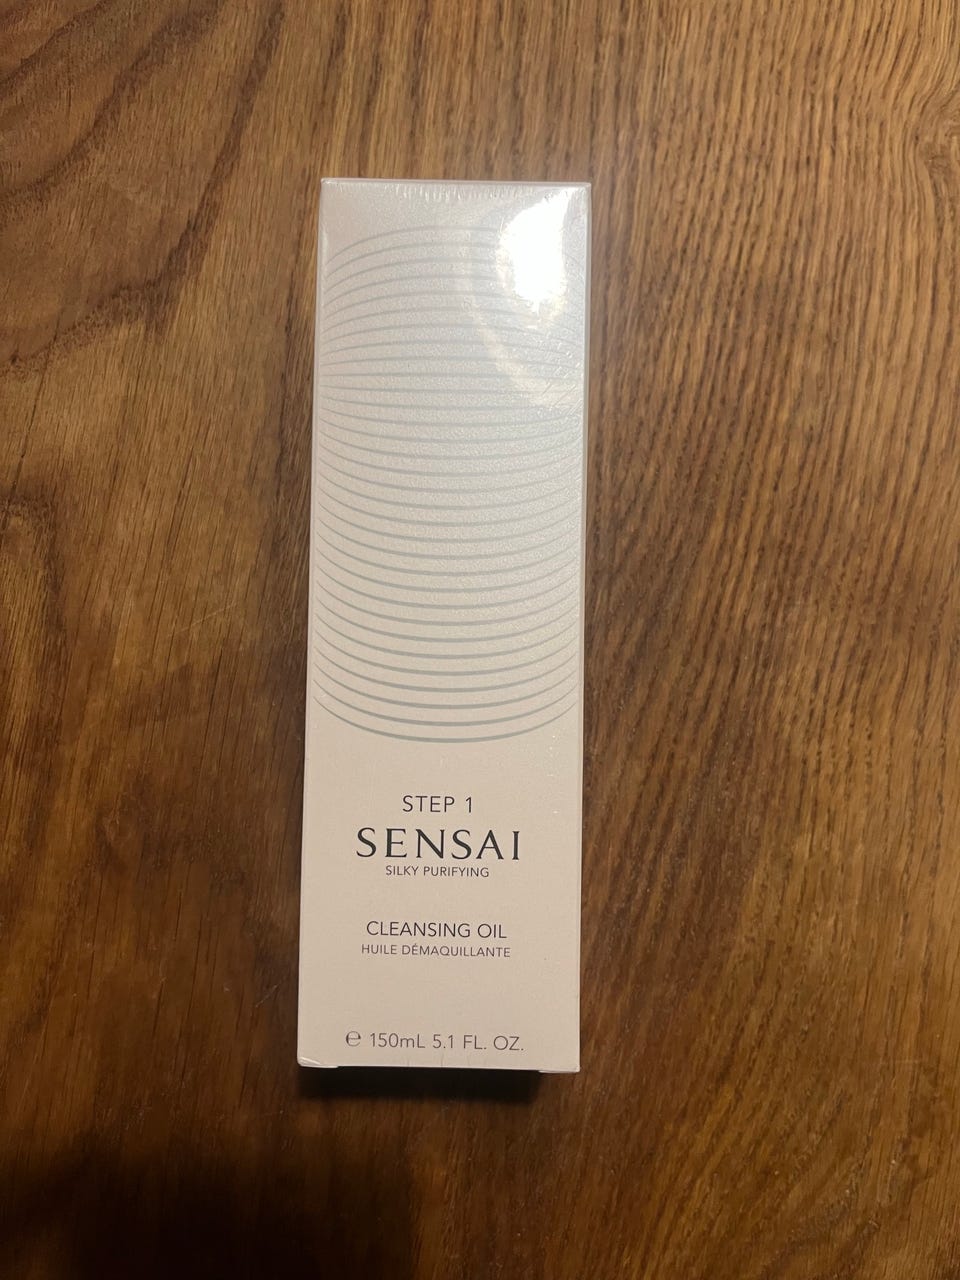 STEP 1
SENSAI
SILKY PURIFYING
CLEANSING OIL
HUILE DÉMAQUILLANTE
℮ 150mL 5.1 FL. OZ.